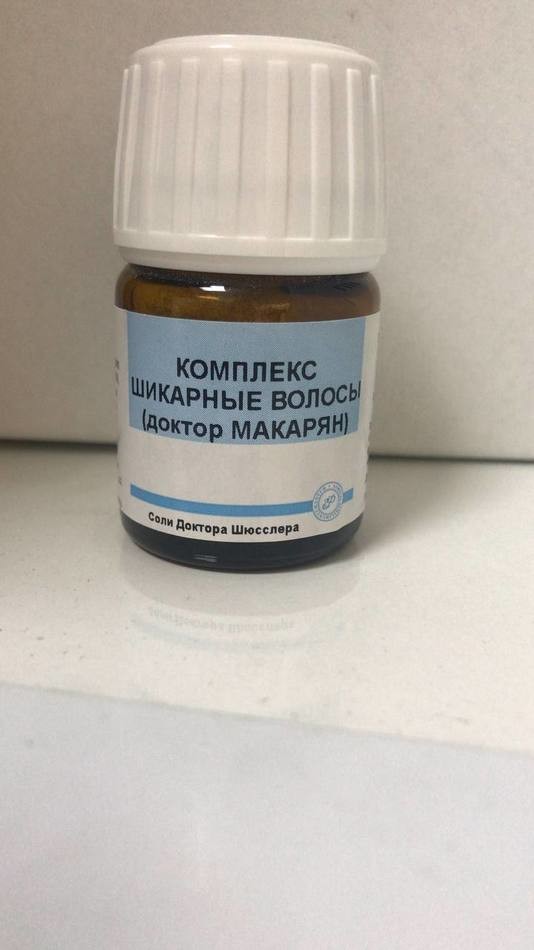 КОМПЛЕКС
ШИКАРНЫЕ ВОЛОСЫ
(доктор МАКАРЯН)
Соли Доктора Шюсслера